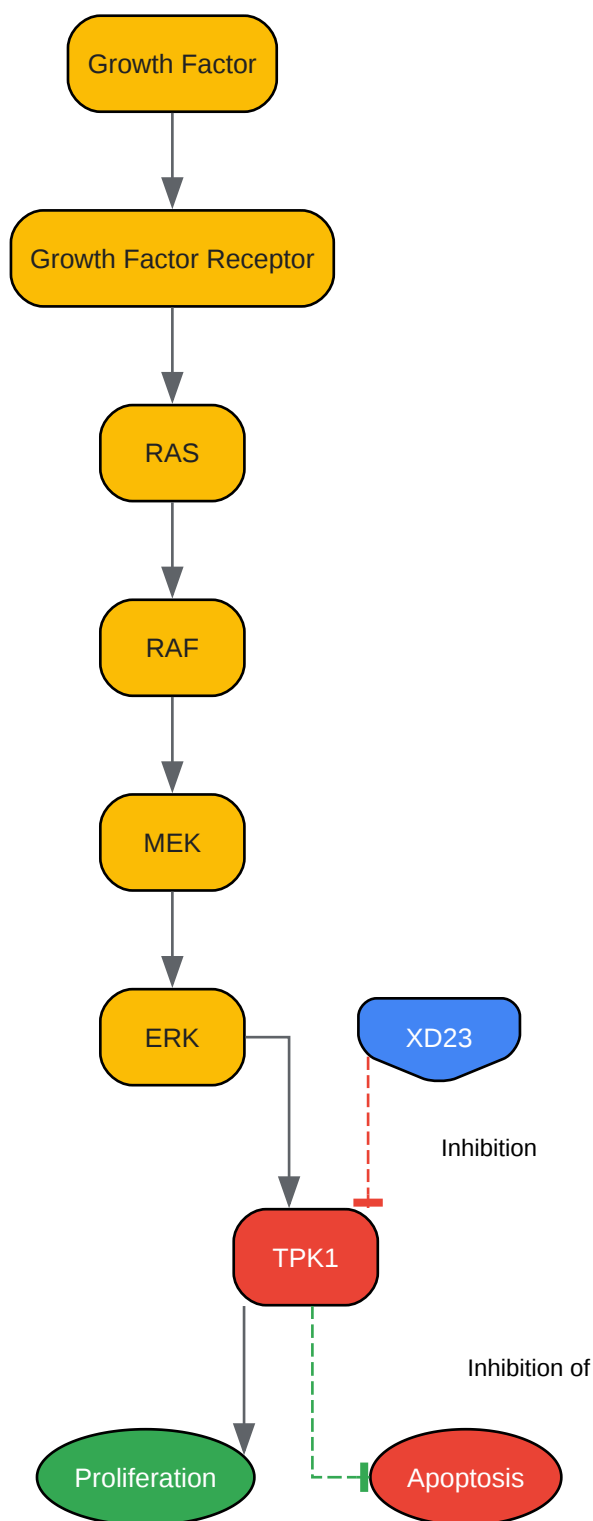 Growth Factor
Growth Factor Receptor
RAS
RAF
MEK
ERK
XD23
Inhibition
TPK1
Inhibition of
Proliferation
Apoptosis